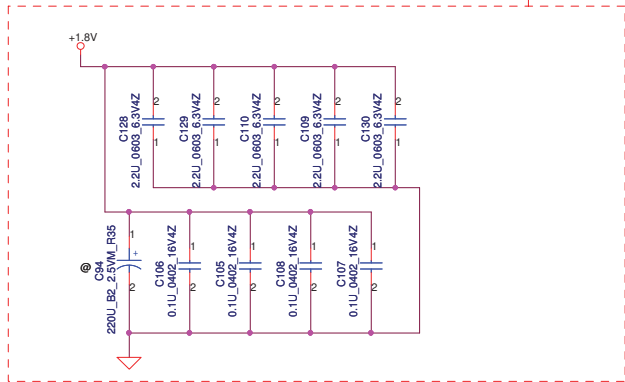 +1.8V
2
2
2
2
2
C128
2.2U_0603_6.3V4Z
C129
2.2U_0603_6.3V4Z
C110
2.2U_0603_6.3V4Z
C109
2.2U_0603_6.3V4Z
C130
2.2U_0603_6.3V4Z
1
1
1
1
1
1
1
1
1
1
+
@
C94
220U_B2_2.5VM_R35
C106
0.1U_0402_16V4Z
C105
0.1U_0402_16V4Z
C108
0.1U_0402_16V4Z
C107
0.1U_0402_16V4Z
2
2
2
2
2